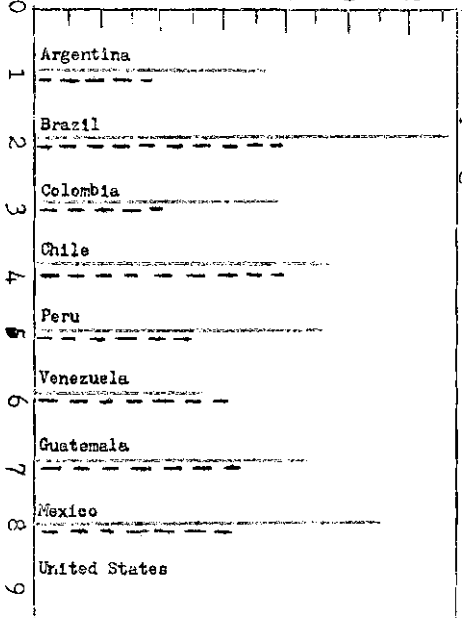 0
Argentina
1
Brazil
2
Colombia
3
Chile
4
Peru
5
Venezuela
6
Guatemala
7
Mexico
8
United States
9